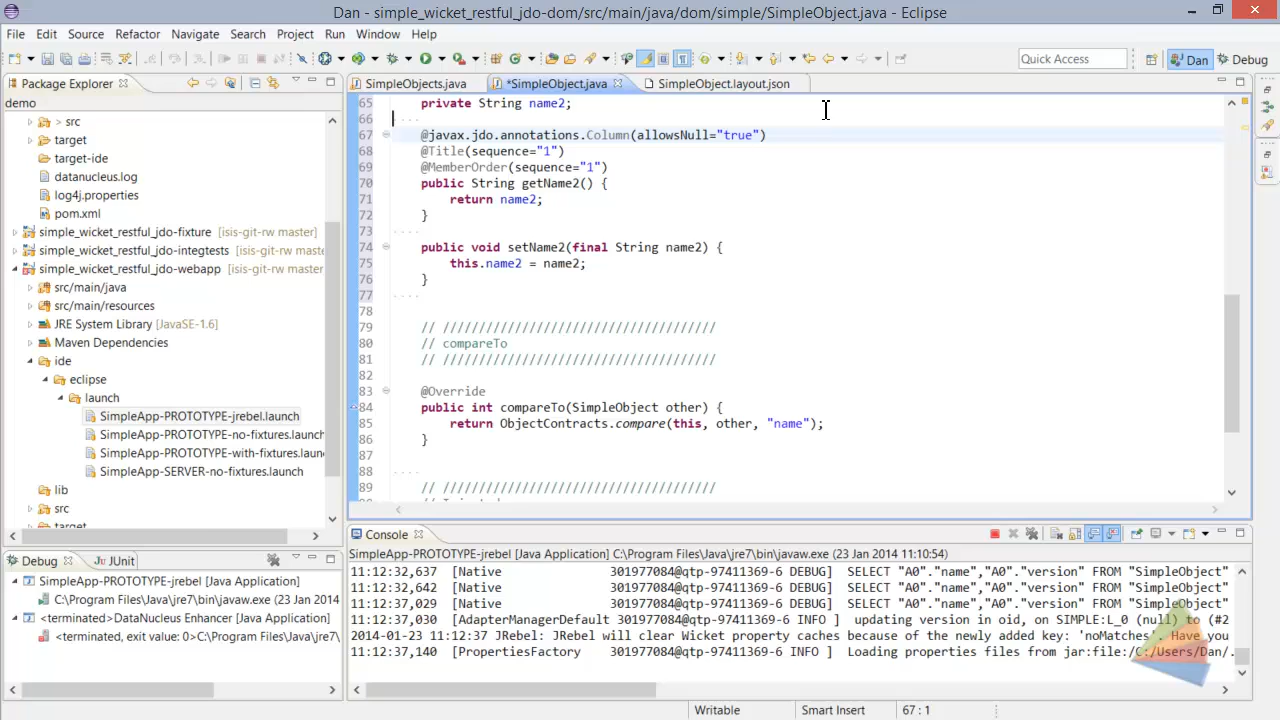 Dan - simple_wicket_restful_jdo-dom/src/main/java/dom/simple/SimpleObject.java - Eclipse
File Edit Source Refactor Navigate Search Project Run Window Help
Quick Access
Dan
Debug
Package Explorer
SimpleObjects.java
*SimpleObject.java
SimpleObject.layout.json
demo
src
target
target-ide
datanucleus.log
log4j.properties
pom.xml
simple_wicket_restful_jdo-fixture [isis-git-rw master]
simple_wicket_restful_jdo-integtests [isis-git-rw maste
simple_wicket_restful_jdo-webapp [isis-git-rw master
src/main/java
src/main/resources
JRE System Library [JavaSE-1.6]
Maven Dependencies
ide
eclipse
launch
SimpleApp-PROTOTYPE-jrebel.launch
SimpleApp-PROTOTYPE-no-fixtures.launch
SimpleApp-PROTOTYPE-with-fixtures.laun
SimpleApp-SERVER-no-fixtures.launch
lib
src
target
65 private String name2;
66
67 @javax.jdo.annotations.Column(allowsNull="true")
68 @Title(sequence="1")
69 @MemberOrder(sequence="1")
70 public String getName2() {
71 return name2;
72 }
73
74 public void setName2(final String name2) {
75 this.name2 = name2;
76 }
77
78
79 // //////////////////////////////////////
80 // compareTo
81 // //////////////////////////////////////
82
83 @Override
84 public int compareTo(SimpleObject other) {
85 return ObjectContracts.compare(this, other, "name");
86 }
87
88
89 // //////////////////////////////////////
Debug
JUnit
SimpleApp-PROTOTYPE-jrebel [Java Application]
C:\Program Files\Java\jre7\bin\javaw.exe (23 Jan 2014
<terminated>DataNucleus Enhancer [Java Application]
<terminated, exit value: 0>C:\Program Files\Java\jre7\
Console
SimpleApp-PROTOTYPE-jrebel [Java Application] C:\Program Files\Java\jre7\bin\javaw.exe (23 Jan 2014 11:10:54)
11:12:32,637 [Native 301977084@qtp-97411369-6 DEBUG] SELECT "A0"."name","A0"."version" FROM "SimpleObject"
11:12:32,642 [Native 301977084@qtp-97411369-6 DEBUG] SELECT "A0"."name","A0"."version" FROM "SimpleObject"
11:12:37,029 [Native 301977084@qtp-97411369-6 DEBUG] SELECT "A0"."name","A0"."version" FROM "SimpleObject"
11:12:37,030 [AdapterManagerDefault 301977084@qtp-97411369-6 INFO ] updating version in oid, on SIMPLE:L_0 (null) to (#2
2014-01-23 11:12:37 JRebel: JRebel will clear Wicket property caches because of the newly added key: 'noMatches'. Have you
11:12:37,140 [PropertiesFactory 301977084@qtp-97411369-6 INFO ] Loading properties files from jar:file:/C:/Users/Dan/.
Writable
Smart Insert
67 : 1